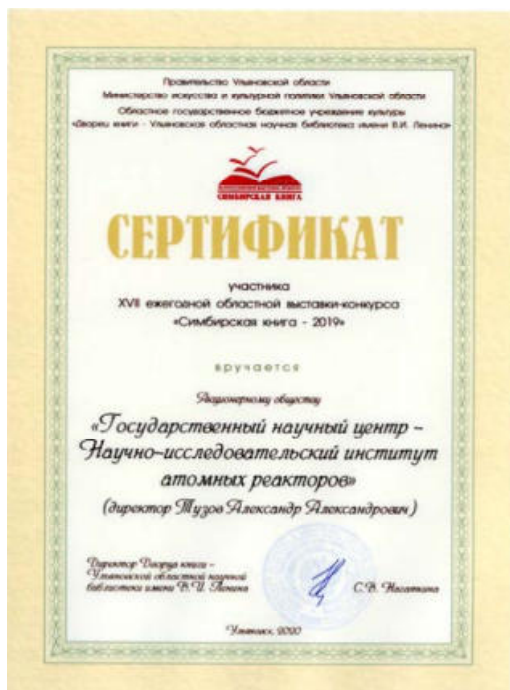 Правительство Ульяновской области
Министерство искусства и культурной политики Ульяновской области
Областное государственное бюджетное учреждение культуры
«Дворец книги - Ульяновская областная научная библиотека имени В.И. Ленина»
СИМБИРСКАЯ КНИГА
СЕРТИФИКАТ
участника
XVII ежегодной областной выставки-конкурса
«Симбирская книга - 2019»
вручается
Акционерному обществу
«Государственный научный центр –
Научно-исследовательский институт
атомных реакторов»
(директор Тузов Александр Александрович)
Директор Дворца книги –
Ульяновской областной научной
библиотеки имени В.И. Ленина
С.В. Нагаткина
Ульяновск, 2020